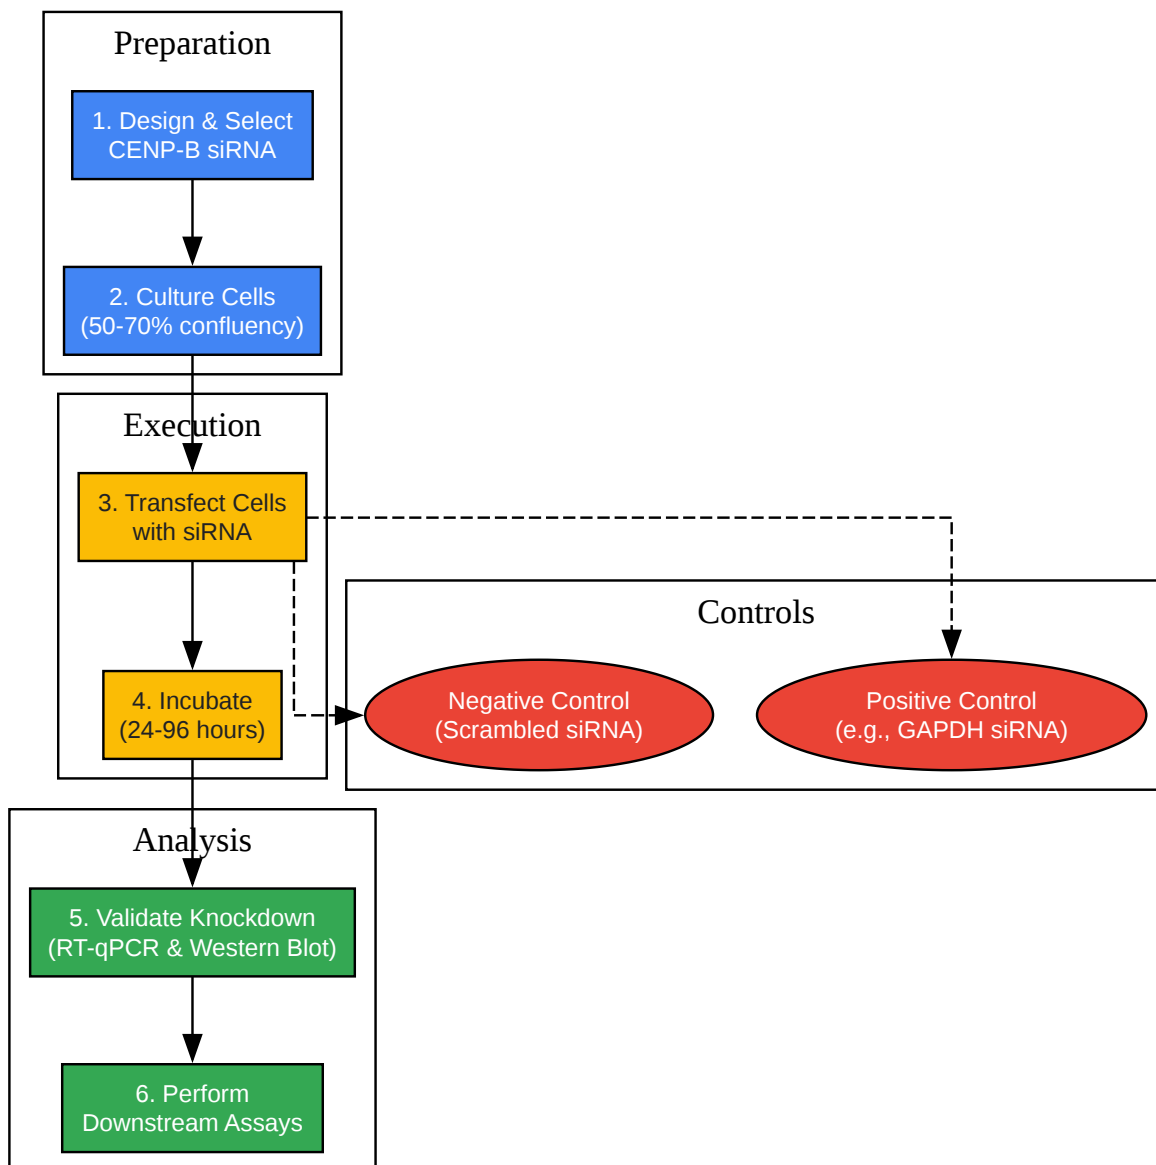 Preparation
1. Design & Select
CENP-B siRNA
2. Culture Cells
(50-70% confluency)
Execution
3. Transfect Cells
with siRNA
4. Incubate
(24-96 hours)
Controls
Negative Control
(Scrambled siRNA)
Positive Control
(e.g., GAPDH siRNA)
Analysis
5. Validate Knockdown
(RT-qPCR & Western Blot)
6. Perform
Downstream Assays